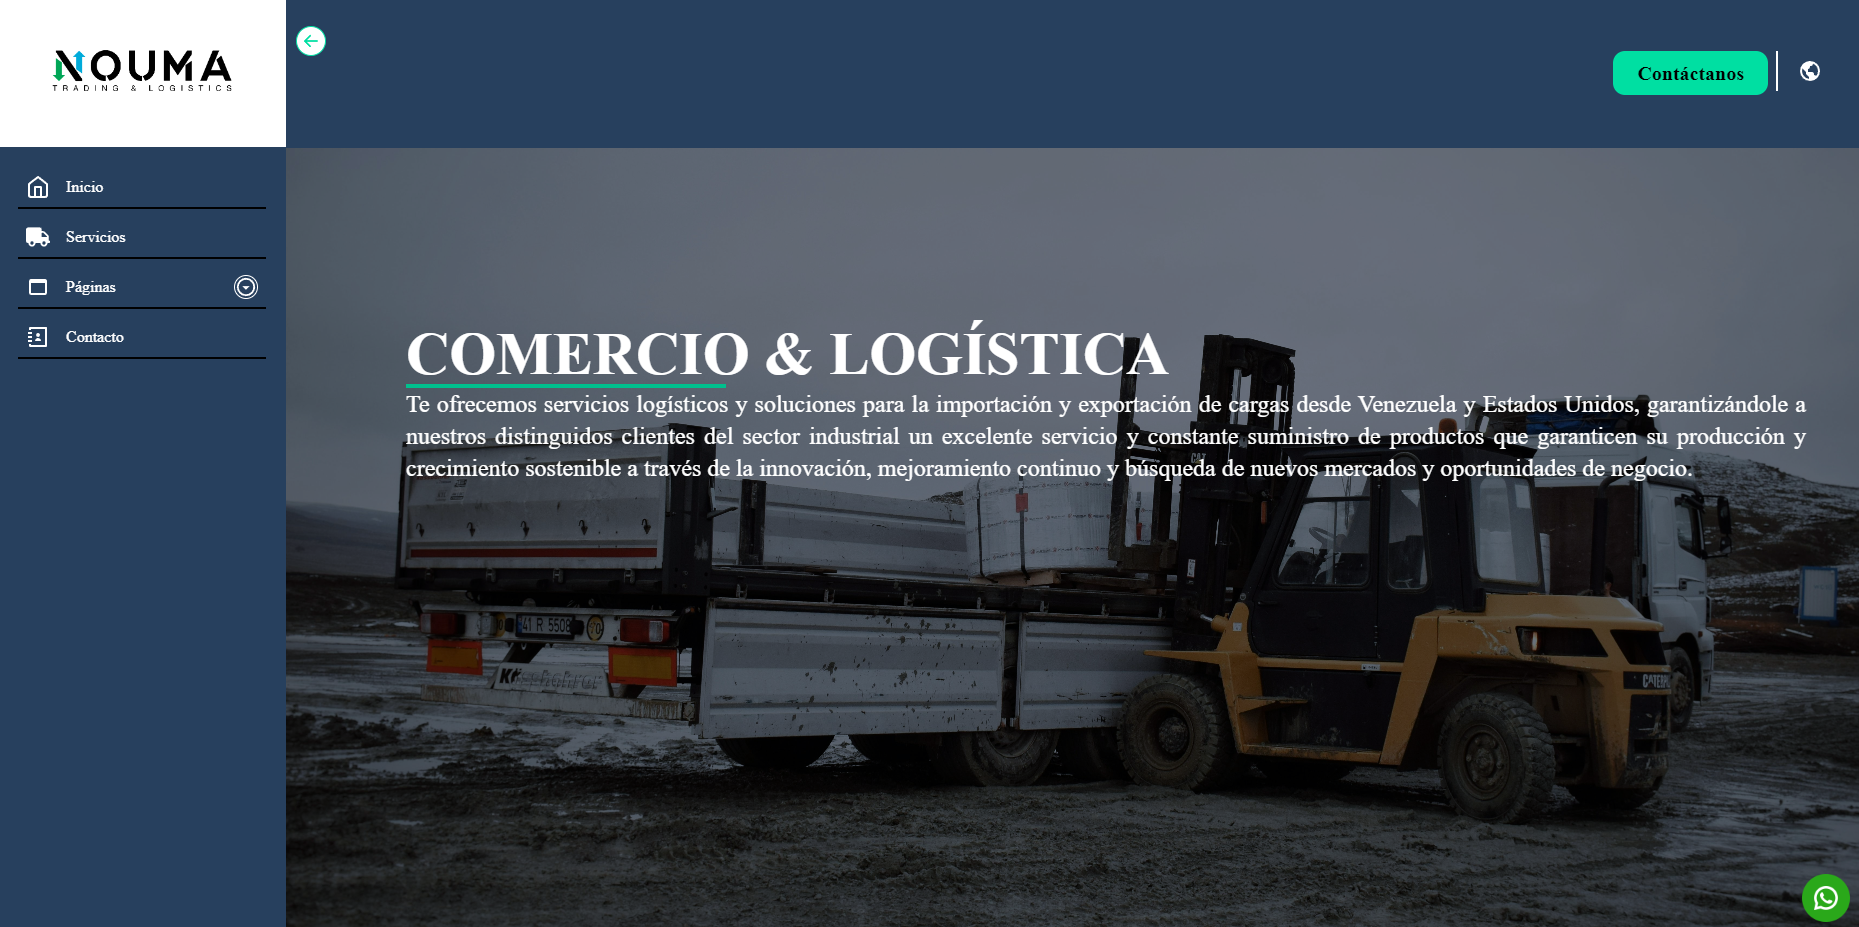 NOUMA
TRADING & LOGISTICS
Contáctanos
Inicio
Servicios
Páginas
Contacto
COMERCIO & LOGÍSTICA
Te ofrecemos servicios logísticos y soluciones para la importación y exportación de cargas desde Venezuela y Estados Unidos, garantizándole a
nuestros distinguidos clientes del sector industrial un excelente servicio y constante suministro de productos que garanticen su producción y
crecimiento sostenible a través de la innovación, mejoramiento continuo y búsqueda de nuevos mercados y oportunidades de negocio.
CAT
41 R 5508